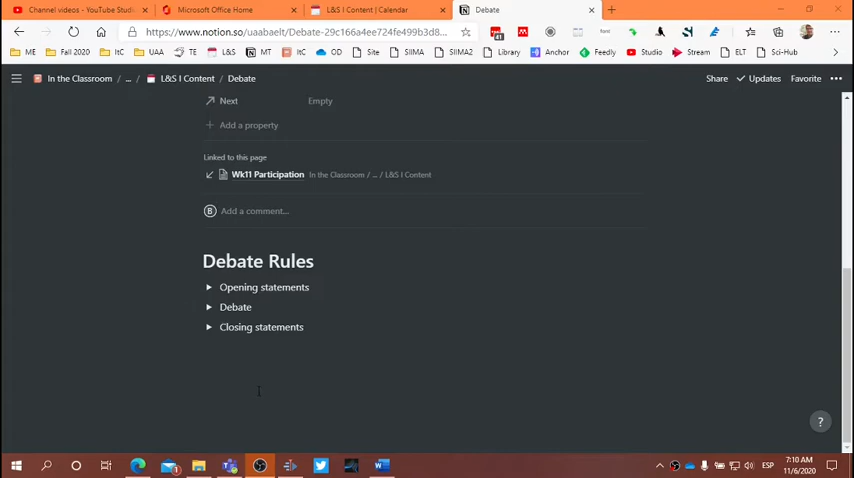 Channel videos - YouTube Studi
Microsoft Office Home
L&S I Content | Calendar
Debate
https://www.notion.so/uaabaelt/Debate-29c166a4ee724fe499b3d8...
41
ME
Fall 2020
ItC
UAA
TE
L&S
MT
ItC
OD
Site
SIIMA
SIIMA2
Library
Anchor
Feedly
Studio
Stream
ELT
Sci-Hub
In the Classroom / ... / L&S I Content / Debate
Share
Updates
Favorite
Next
Empty
Add a property
Linked to this page
Wk11 Participation
In the Classroom / ... / L&S I Content
B
Add a comment...
Debate Rules
Opening statements
Debate
Closing statements
?
ESP
7:10 AM
11/6/2020